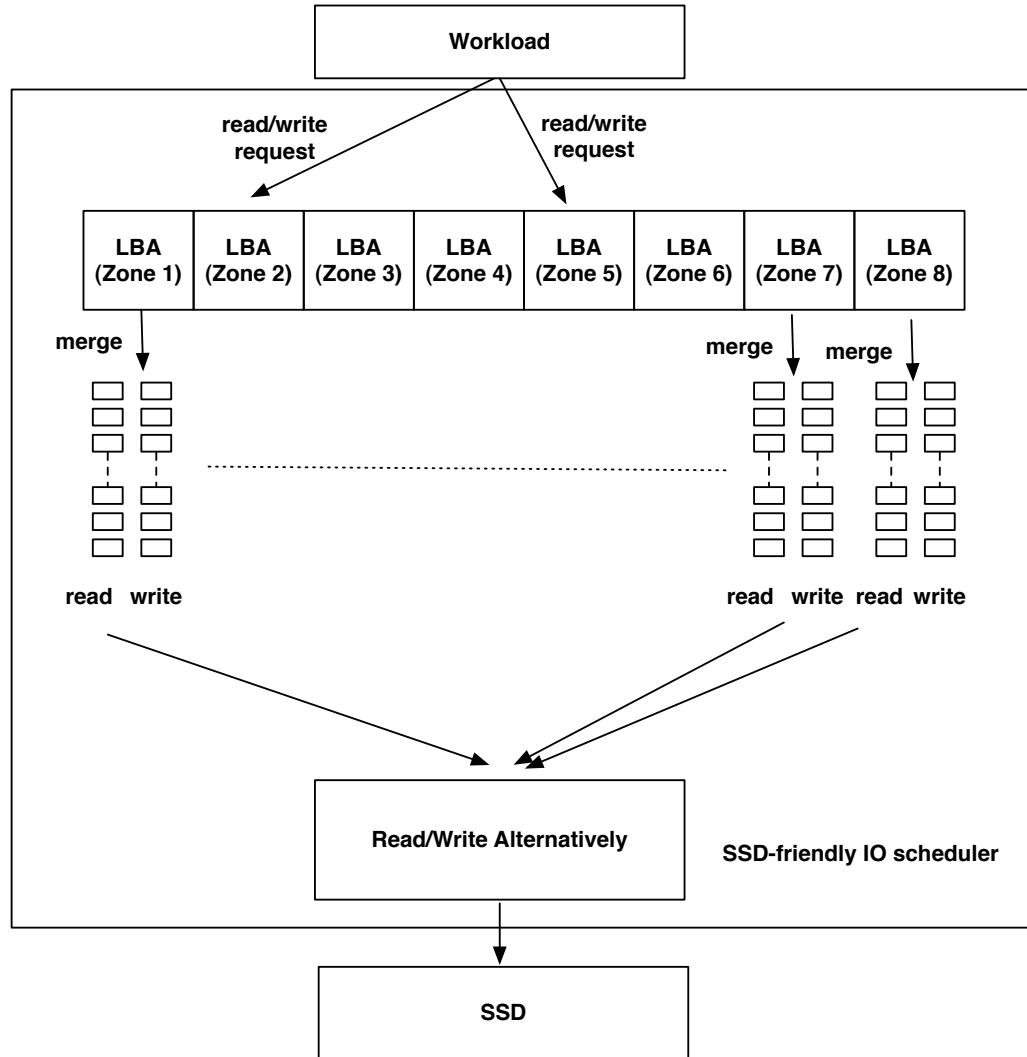 Workload
read/write
request
read/write
request
LBA
(Zone 1)
LBA
(Zone 2)
LBA
(Zone 3)
LBA
(Zone 4)
LBA
(Zone 5)
LBA
(Zone 6)
LBA
(Zone 7)
LBA
(Zone 8)
merge
merge
merge
read write
read write read write
Read/Write Alternatively
SSD-friendly IO scheduler
SSD